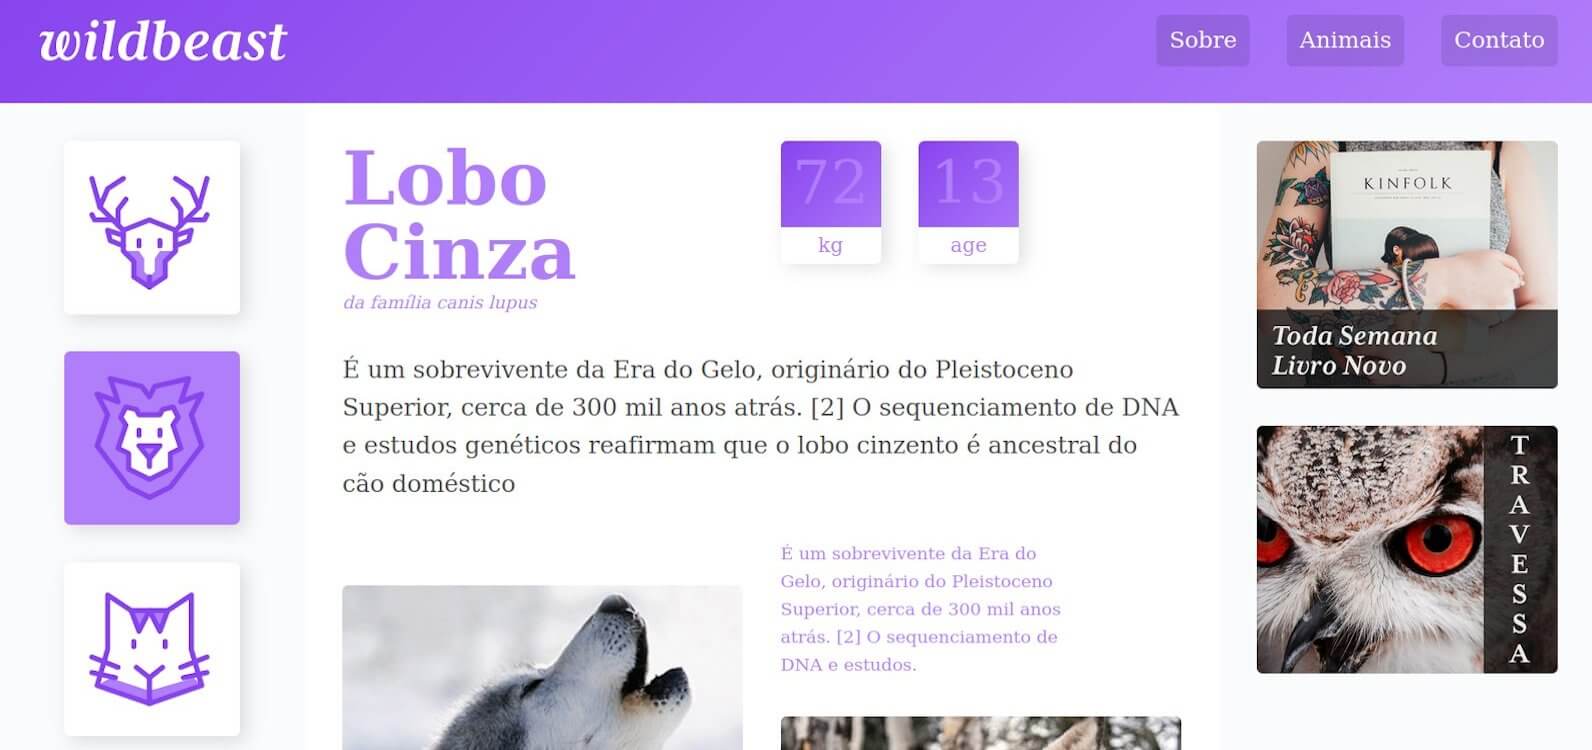 wildbeast
Sobre
Animais
Contato
Lobo
Cinza
da família canis lupus
72
kg
13
age
É um sobrevivente da Era do Gelo, originário do Pleistoceno
Superior, cerca de 300 mil anos atrás. [2] O sequenciamento de DNA
e estudos genéticos reafirmam que o lobo cinzento é ancestral do
cão doméstico
É um sobrevivente da Era do
Gelo, originário do Pleistoceno
Superior, cerca de 300 mil anos
atrás. [2] O sequenciamento de
DNA e estudos.
KINFOLK
Toda Semana
Livro Novo
TRAVESSA